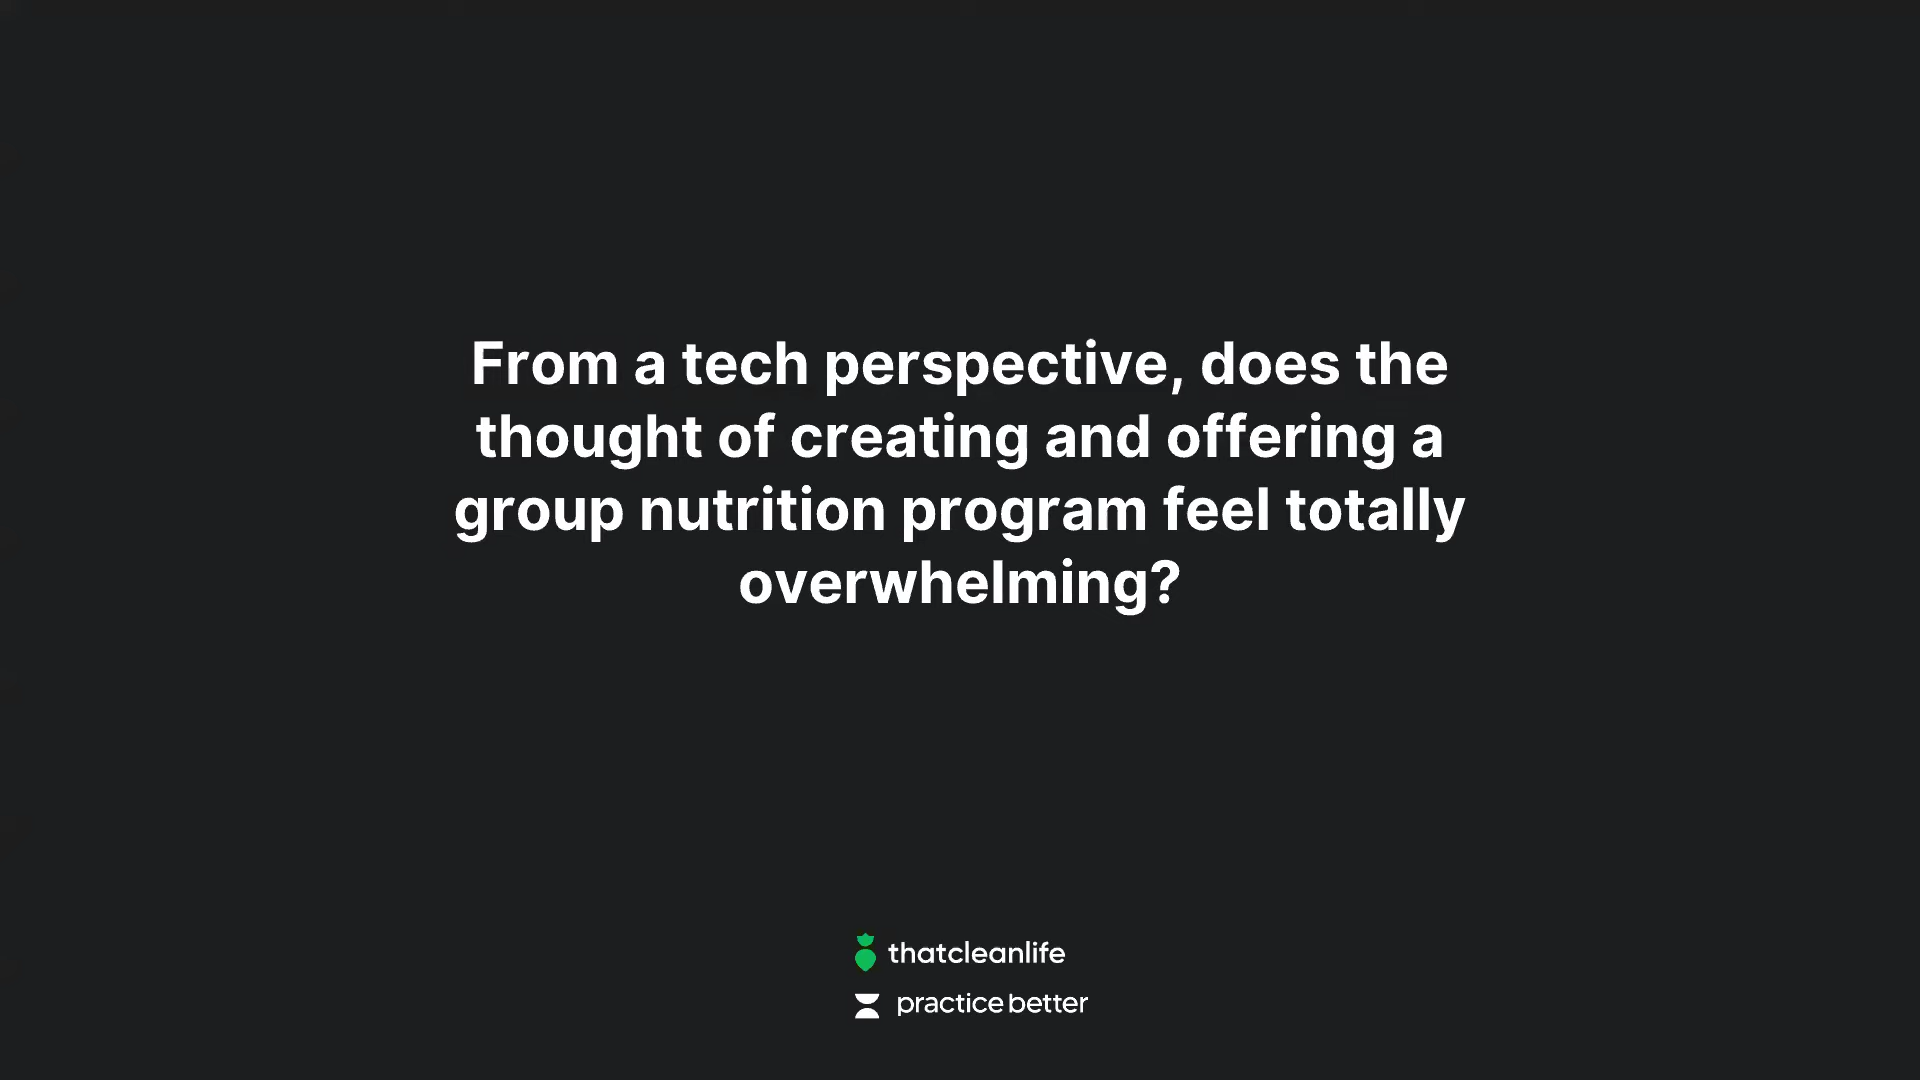 From a tech perspective, does the
thought of creating and offering a
group nutrition program feel totally
overwhelming?
thatcleanlife
practice better